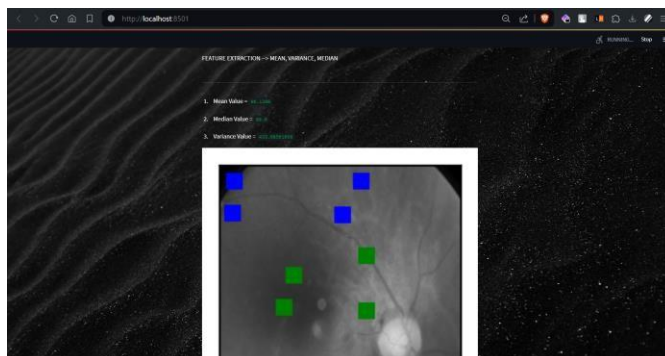 http://localhost:8501
RUNNING... Stop
FEATURE EXTRACTION --> MEAN, VARIANCE, MEDIAN
1. Mean Value =
2. Median Value =
3. Variance Value =